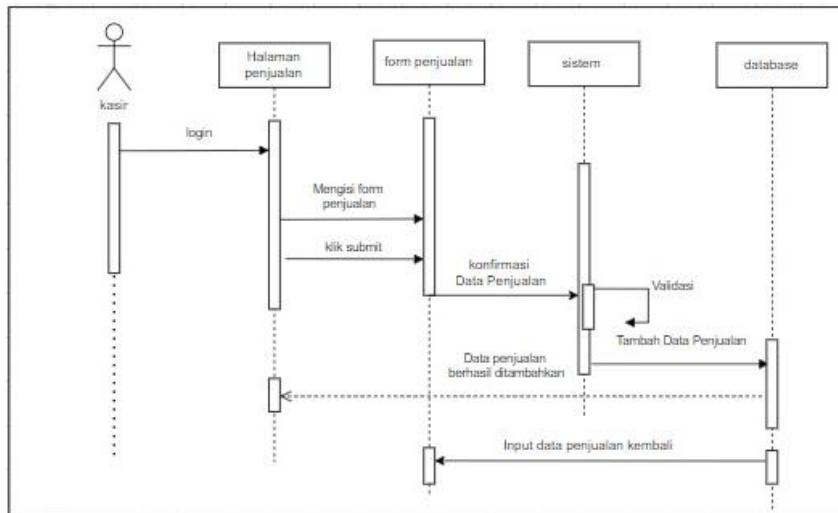 Halaman
penjualan
form penjualan
sistem
database
kasir
login
Mengisi form
penjualan
klik submit
konfirmasi
Data Penjualan
Validasi
Tambah Data Penjualan
Data penjualan
berhasil ditambahkan
Input data penjualan kembali